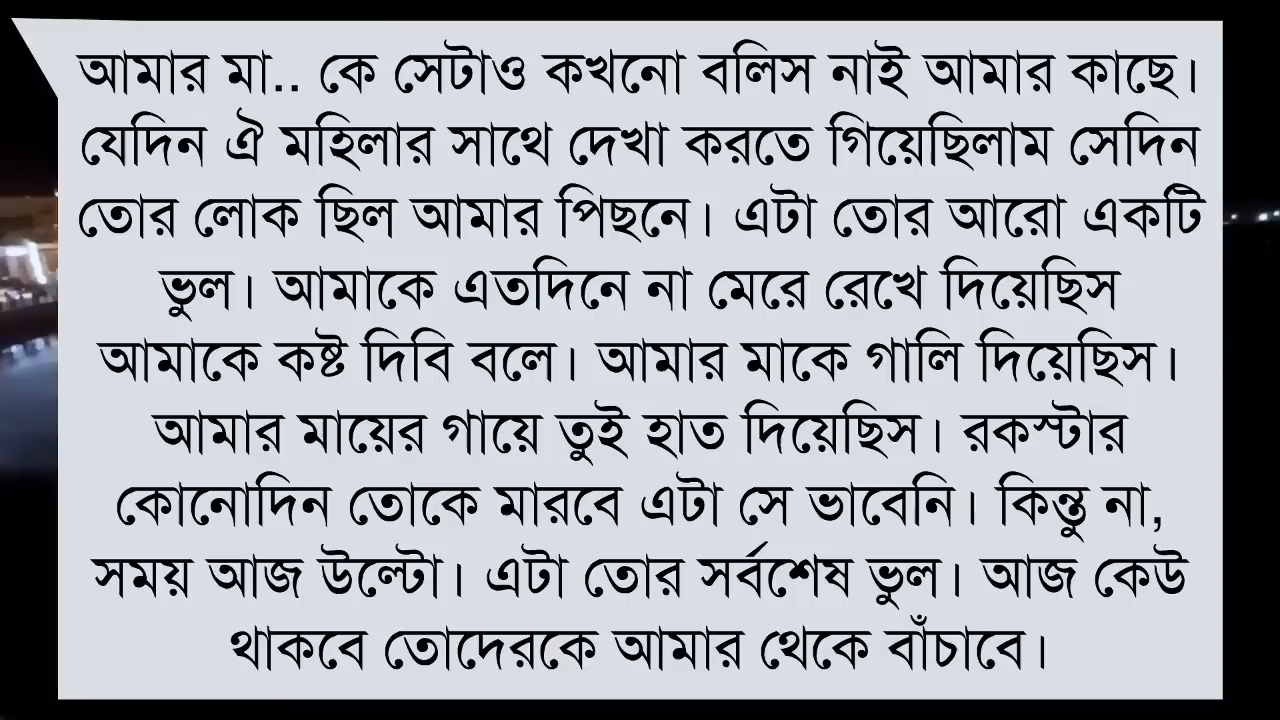 আমার মা.. কে সেটাও কখনো বলিস নাই আমার কাছে।
যেদিন ঐ মহিলার সাথে দেখা করতে গিয়েছিলাম সেদিন
তোর লোক ছিল আমার পিছনে। এটা তোর আরো একটি
ভুল। আমাকে এতদিনে না মেরে রেখে দিয়েছিস
আমাকে কষ্ট দিবি বলে। আমার মাকে গালি দিয়েছিস।
আমার মায়ের গায়ে তুই হাত দিয়েছিস। রকস্টার
কোনোদিন তোকে মারবে এটা সে ভাবেনি। কিন্তু না,
সময় আজ উল্টো। এটা তোর সর্বশেষ ভুল। আজ কেউ
থাকবে তোদেরকে আমার থেকে বাঁচাবে।